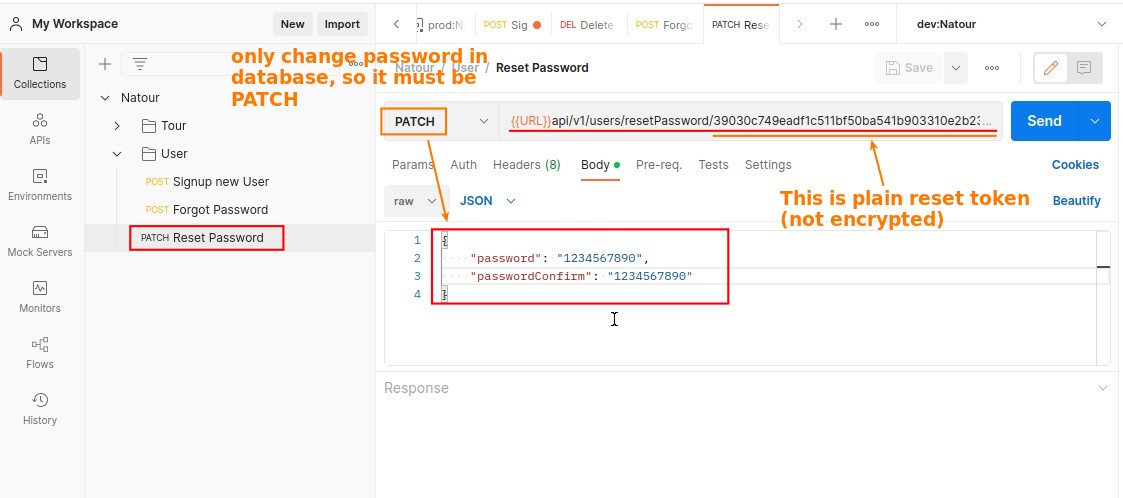 My Workspace
New
Import
prod:Na
POST Sig
DEL Delete
POST Forgo
PATCH Rese
dev:Natour
Collections
APIs
Environments
Mock Servers
Monitors
Flows
History
only change password in
database, so it must be
PATCH
Natour
Tour
User
POST Signup new User
POST Forgot Password
PATCH Reset Password
Natour / User / Reset Password
Save
PATCH
{{URL}}api/v1/users/resetPassword/39030c749eadf1c511bf50ba541b903310e2b23...
Send
Params
Auth
Headers (8)
Body
Pre-req.
Tests
Settings
Cookies
raw
JSON
This is plain reset token
(not encrypted)
Beautify
1 {
2 "password": "1234567890",
3 "passwordConfirm": "1234567890"
4 }
Response